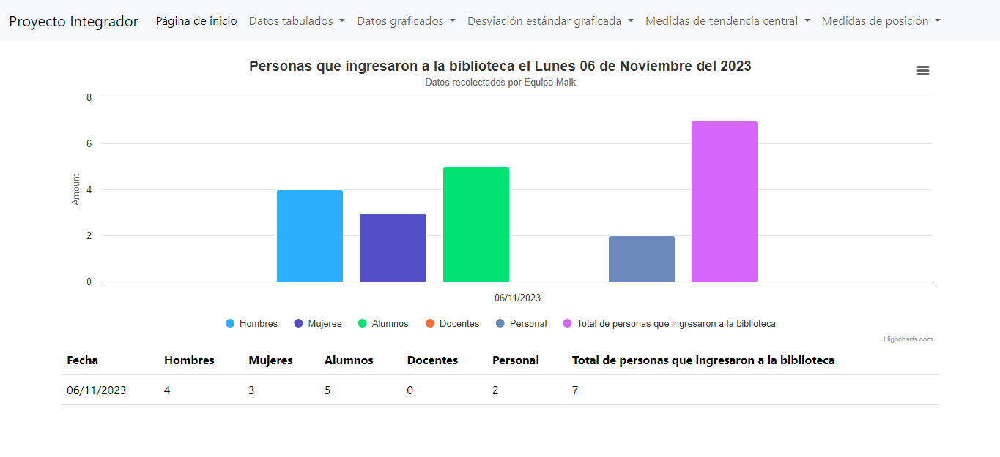 Proyecto Integrador Página de inicio Datos tabulados Datos graficados Desviación estándar graficada Medidas de tendencia central Medidas de posición
Personas que ingresaron a la biblioteca el Lunes 06 de Noviembre del 2023
Datos recolectados por Equipo Maik
8
6
4
2
0
Amount
06/11/2023
Hombres Mujeres Alumnos Docentes Personal Total de personas que ingresaron a la biblioteca
Highcharts.com
Fecha Hombres Mujeres Alumnos Docentes Personal Total de personas que ingresaron a la biblioteca
06/11/2023 4 3 5 0 2 7